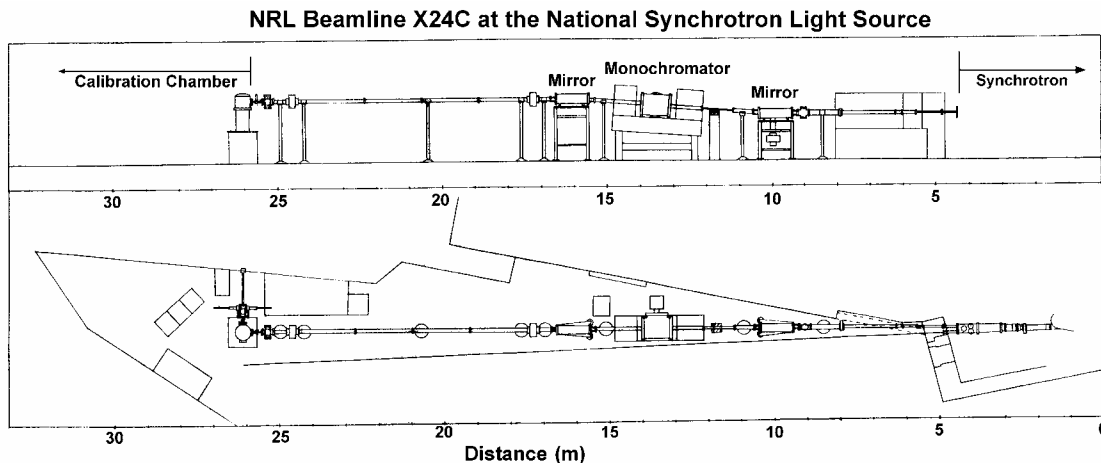 NRL Beamline X24C at the National Synchrotron Light Source
Calibration Chamber
Mirror
Monochromator
Mirror
Synchrotron
30 25 20 15 10 5
30 25 20 15 10 5 0
Distance (m)